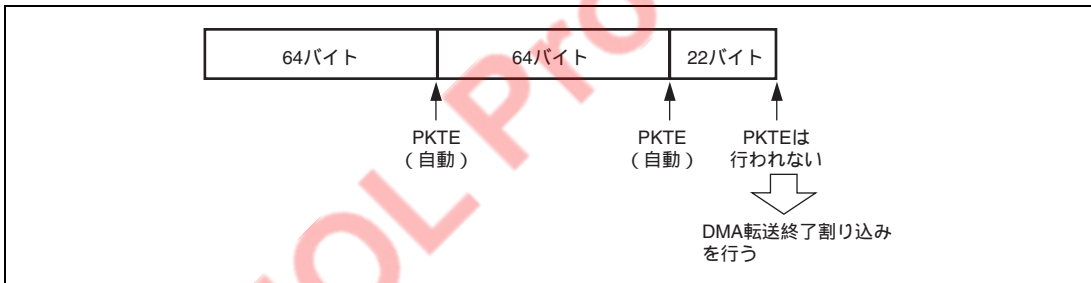 64バイト 64バイト 22バイト
PKTE
(自動)
PKTE
(自動)
PKTEは
行われない
DMA転送終了割り込み
を行う
OL Pro